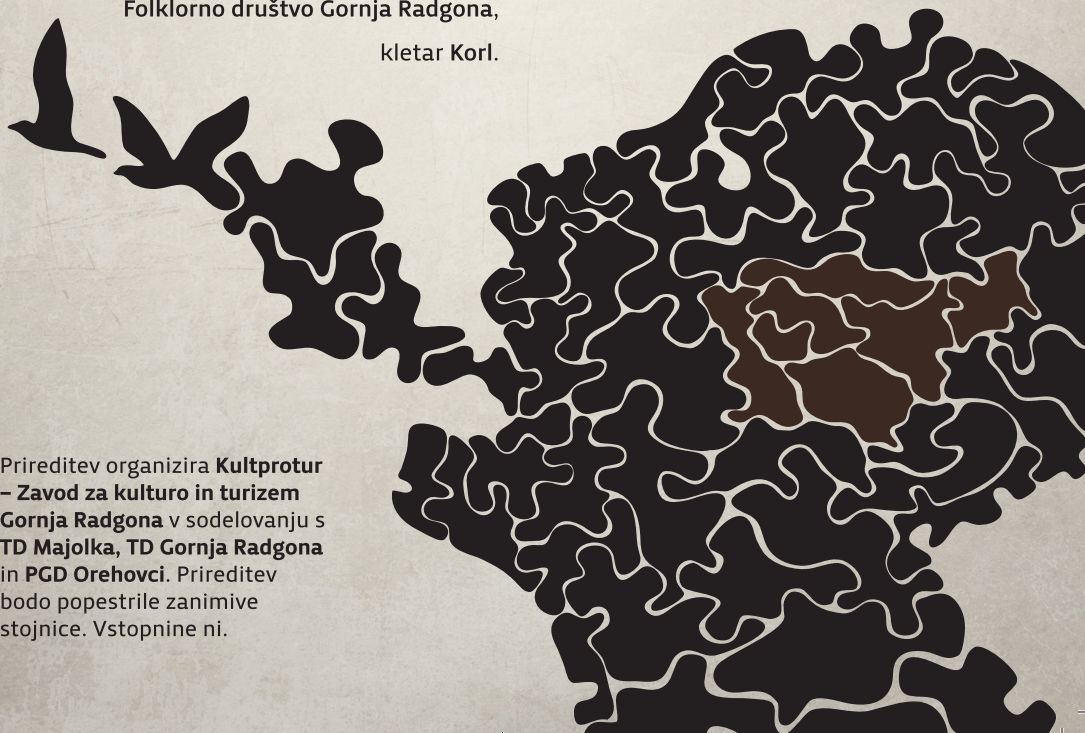 Folklorno društvo Gornja Radgona,
kletar Korl.
Prireditev organizira Kultprotur
– Zavod za kulturo in turizem
Gornja Radgona v sodelovanju s
TD Majolka, TD Gornja Radgona
in PGD Orehovci. Prireditev
bodo popestrile zanimive
stojnice. Vstopnine ni.